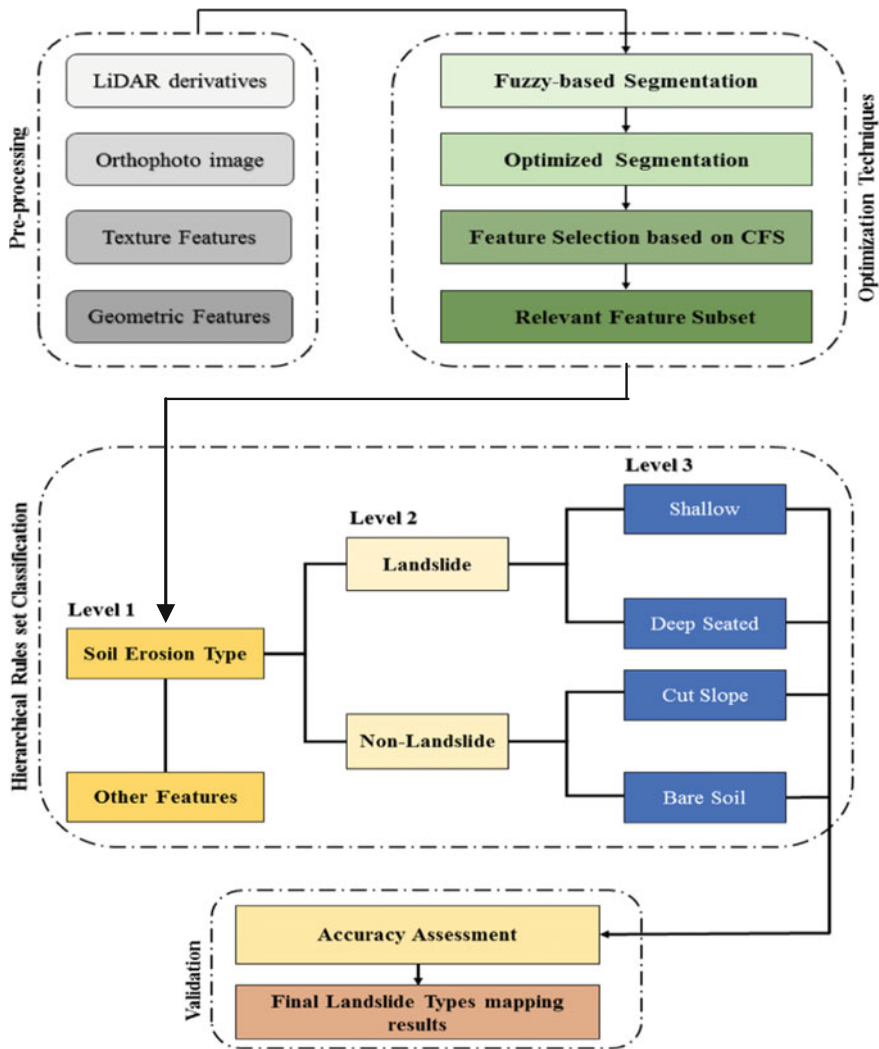 Pre-processing
LiDAR derivatives
Orthophoto image
Texture Features
Geometric Features
Fuzzy-based Segmentation
Optimized Segmentation
Feature Selection based on CFS
Relevant Feature Subset
Optimization Techniques
Hierarchical Rules set Classification
Level 1
Soil Erosion Type
Other Features
Level 2
Landslide
Non-Landslide
Level 3
Shallow
Deep Seated
Cut Slope
Bare Soil
Validation
Accuracy Assessment
Final Landslide Types mapping
results